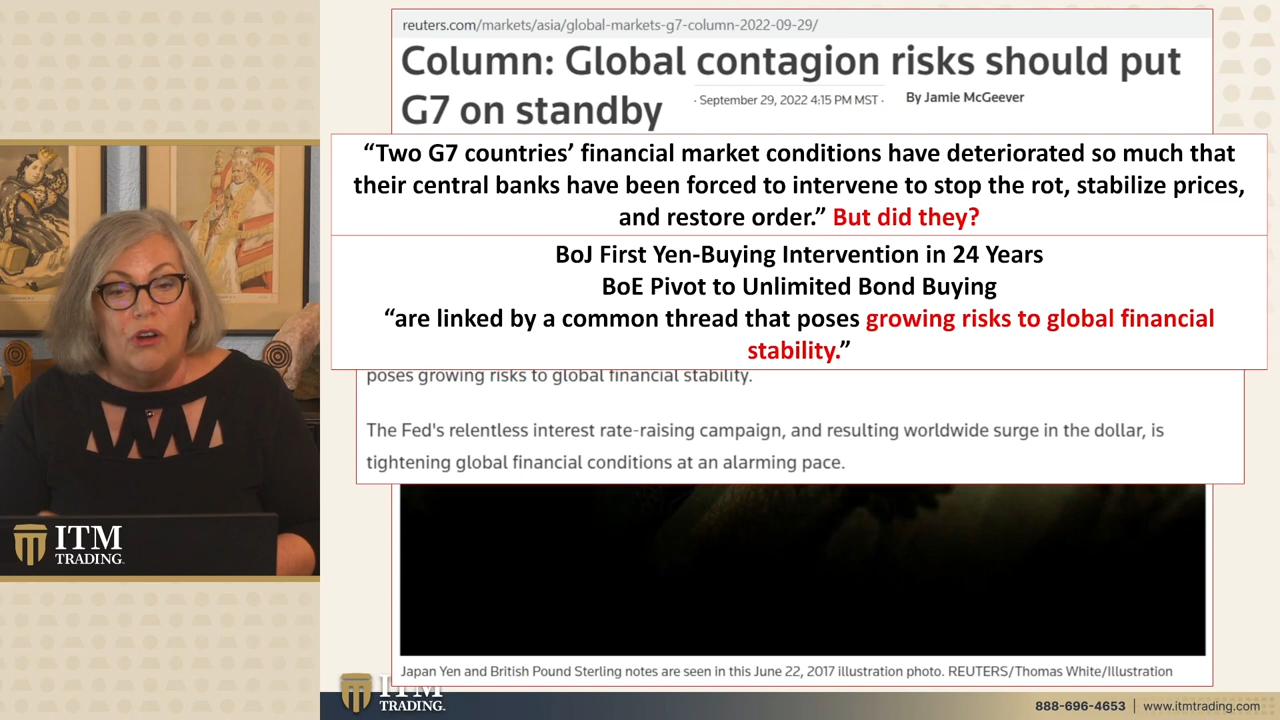 reuters.com/markets/asia/global-markets-g7-column-2022-09-29/
Column: Global contagion risks should put
G7 on standby
· September 29, 2022 4:15 PM MST ·
By Jamie McGeever
“Two G7 countries’ financial market conditions have deteriorated so much that
their central banks have been forced to intervene to stop the rot, stabilize prices,
and restore order.” But did they?
BoJ First Yen-Buying Intervention in 24 Years
BoE Pivot to Unlimited Bond Buying
“are linked by a common thread that poses growing risks to global financial
stability.”
poses growing risks to global financial stability.
The Fed's relentless interest rate-raising campaign, and resulting worldwide surge in the dollar, is
tightening global financial conditions at an alarming pace.
ITM
TRADING.
Japan Yen and British Pound Sterling notes are seen in this June 22, 2017 illustration photo. REUTERS/Thomas White/Illustration
ITM
TRADING.
888-696-4653 | www.itmtrading.com